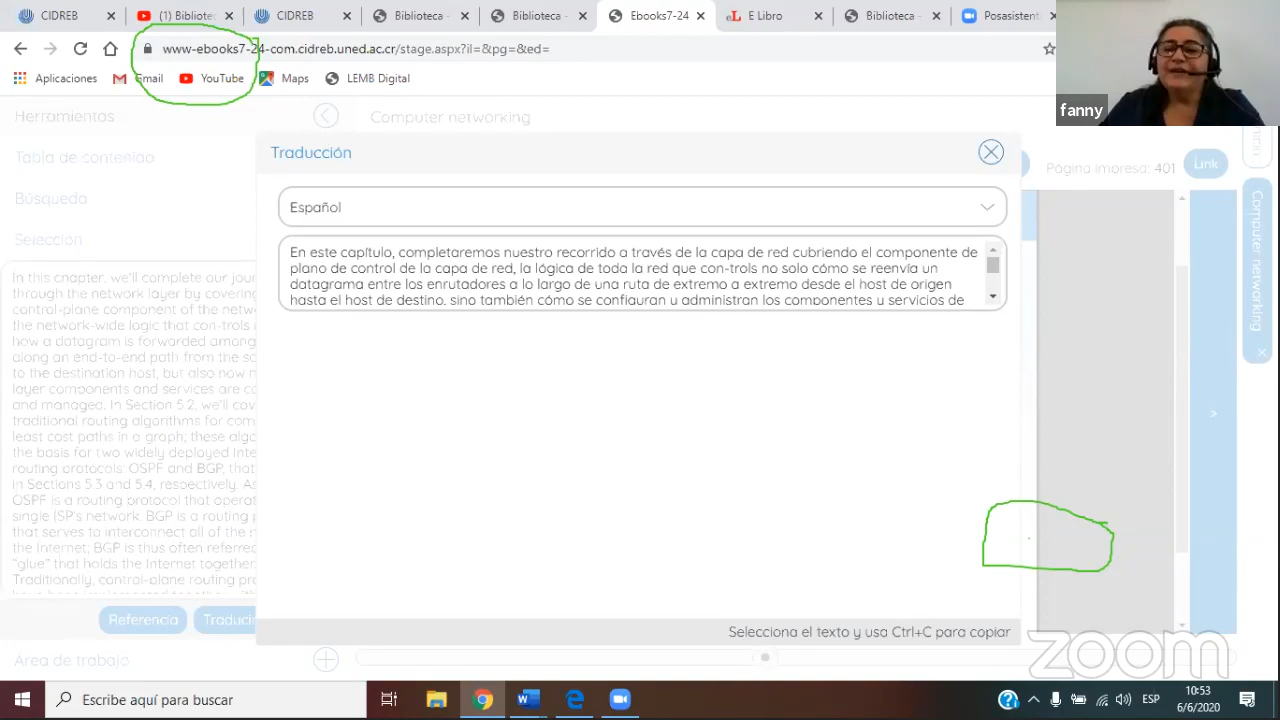 CIDREB
(1) Bibliote
CIDREB
Biblioteca -
Biblioteca -
Ebooks7-24
E Libro
Biblioteca -
Posasistent
www-ebooks7-24-com.cidreb.uned.ac.cr/stage.aspx?il=&pg=&ed=
Aplicaciones
Gmail
YouTube
Maps
LEMB Digital
fanny
Herramientas
Computer networking
Tabla de contenido
Búsqueda
Selección
Traducción
Página impresa: 401
Link
Computer networking
Español
En este capítulo, completaremos nuestro recorrido a través de la capa de red cubriendo el componente de
plano de control de la capa de red, la lógica de toda la red que con-trols no solo cómo se reenvía un
datagrama entre los enrutadores a lo largo de una ruta de extremo a extremo desde el host de origen
hasta el host de destino, sino también cómo se configuran y administran los componentes y servicios de
In this chapter, we'll complete our jou
through the network layer by covering
control-plane component of the netw
the network-wide logic that con-trols
how a datagram is forwarded among
along an end-to-end path from the so
to the destination host, but also how
layer components and services are co
and managed. In Section 5.2, we'll cov
traditional routing algorithms for com
least cost paths in a graph; these algo
the basis for two widely deployed Inte
routing protocols: OSPF and BGP, that
in Sections 5.3 and 5.4, respectively. As
OSPF is a routing protocol that operat
single ISP's network. BGP is a routing p
that serves to interconnect all of the n
the Internet; BGP is thus often referred
"glue" that holds the Internet together.
Traditionally, control-plane routing pro
Referencia
Traducir
Selecciona el texto y usa Ctrl+C para copiar
Área de trabajo
zoom
Escribe aquí para buscar
ESP
10:53
6/6/2020